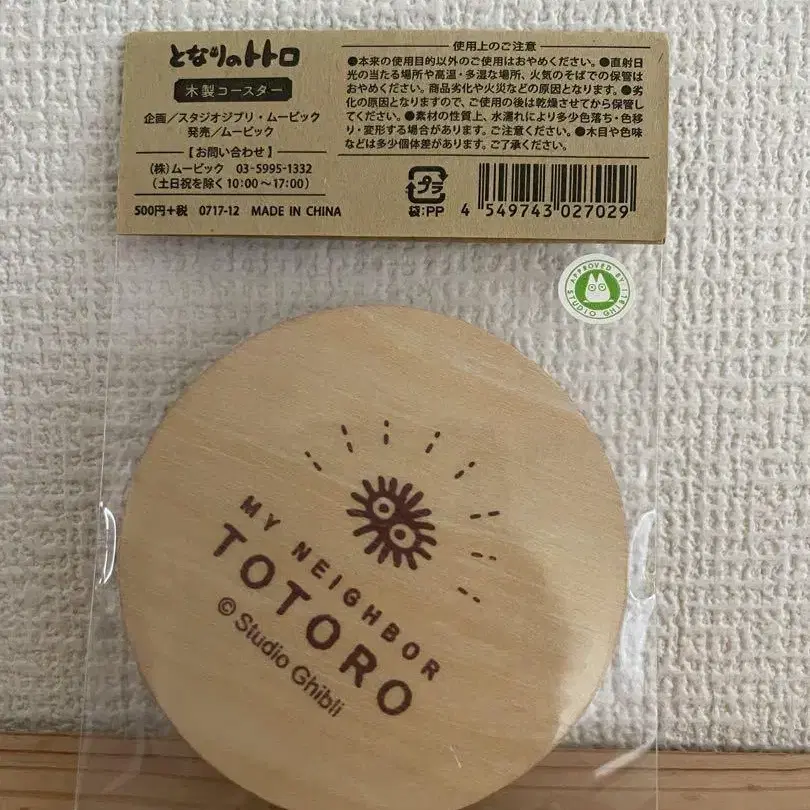 となりのトトロ
木製コースター
企画/スタジオジブリ・ムービック
発売/ムービック
【お問い合わせ】
(株)ムービック 03-5995-1332
(土日祝を除く10:00~17:00)
500円+税 0717-12 MADE IN CHINA
使用上のご注意
●本来の使用目的以外のご使用はおやめください。●直射日
光の当たる場所や高温・多湿な場所、火気のそばでの保管は
おやめください。商品劣化や火災などの原因となります。●劣
化の原因となりますので、ご使用の後は乾燥させてから保管し
てください。●素材の性質上、水濡れにより多少色落ち・色移
り・変形する場合があります。ご注意ください。●木目や色味
などは多少個体差があります。ご了承ください。
プラ
袋:PP
4 549743 027029
APPROVED BY
STUDIO GHIBLI
MY NEIGHBOR
TOTORO
© Studio Ghibli